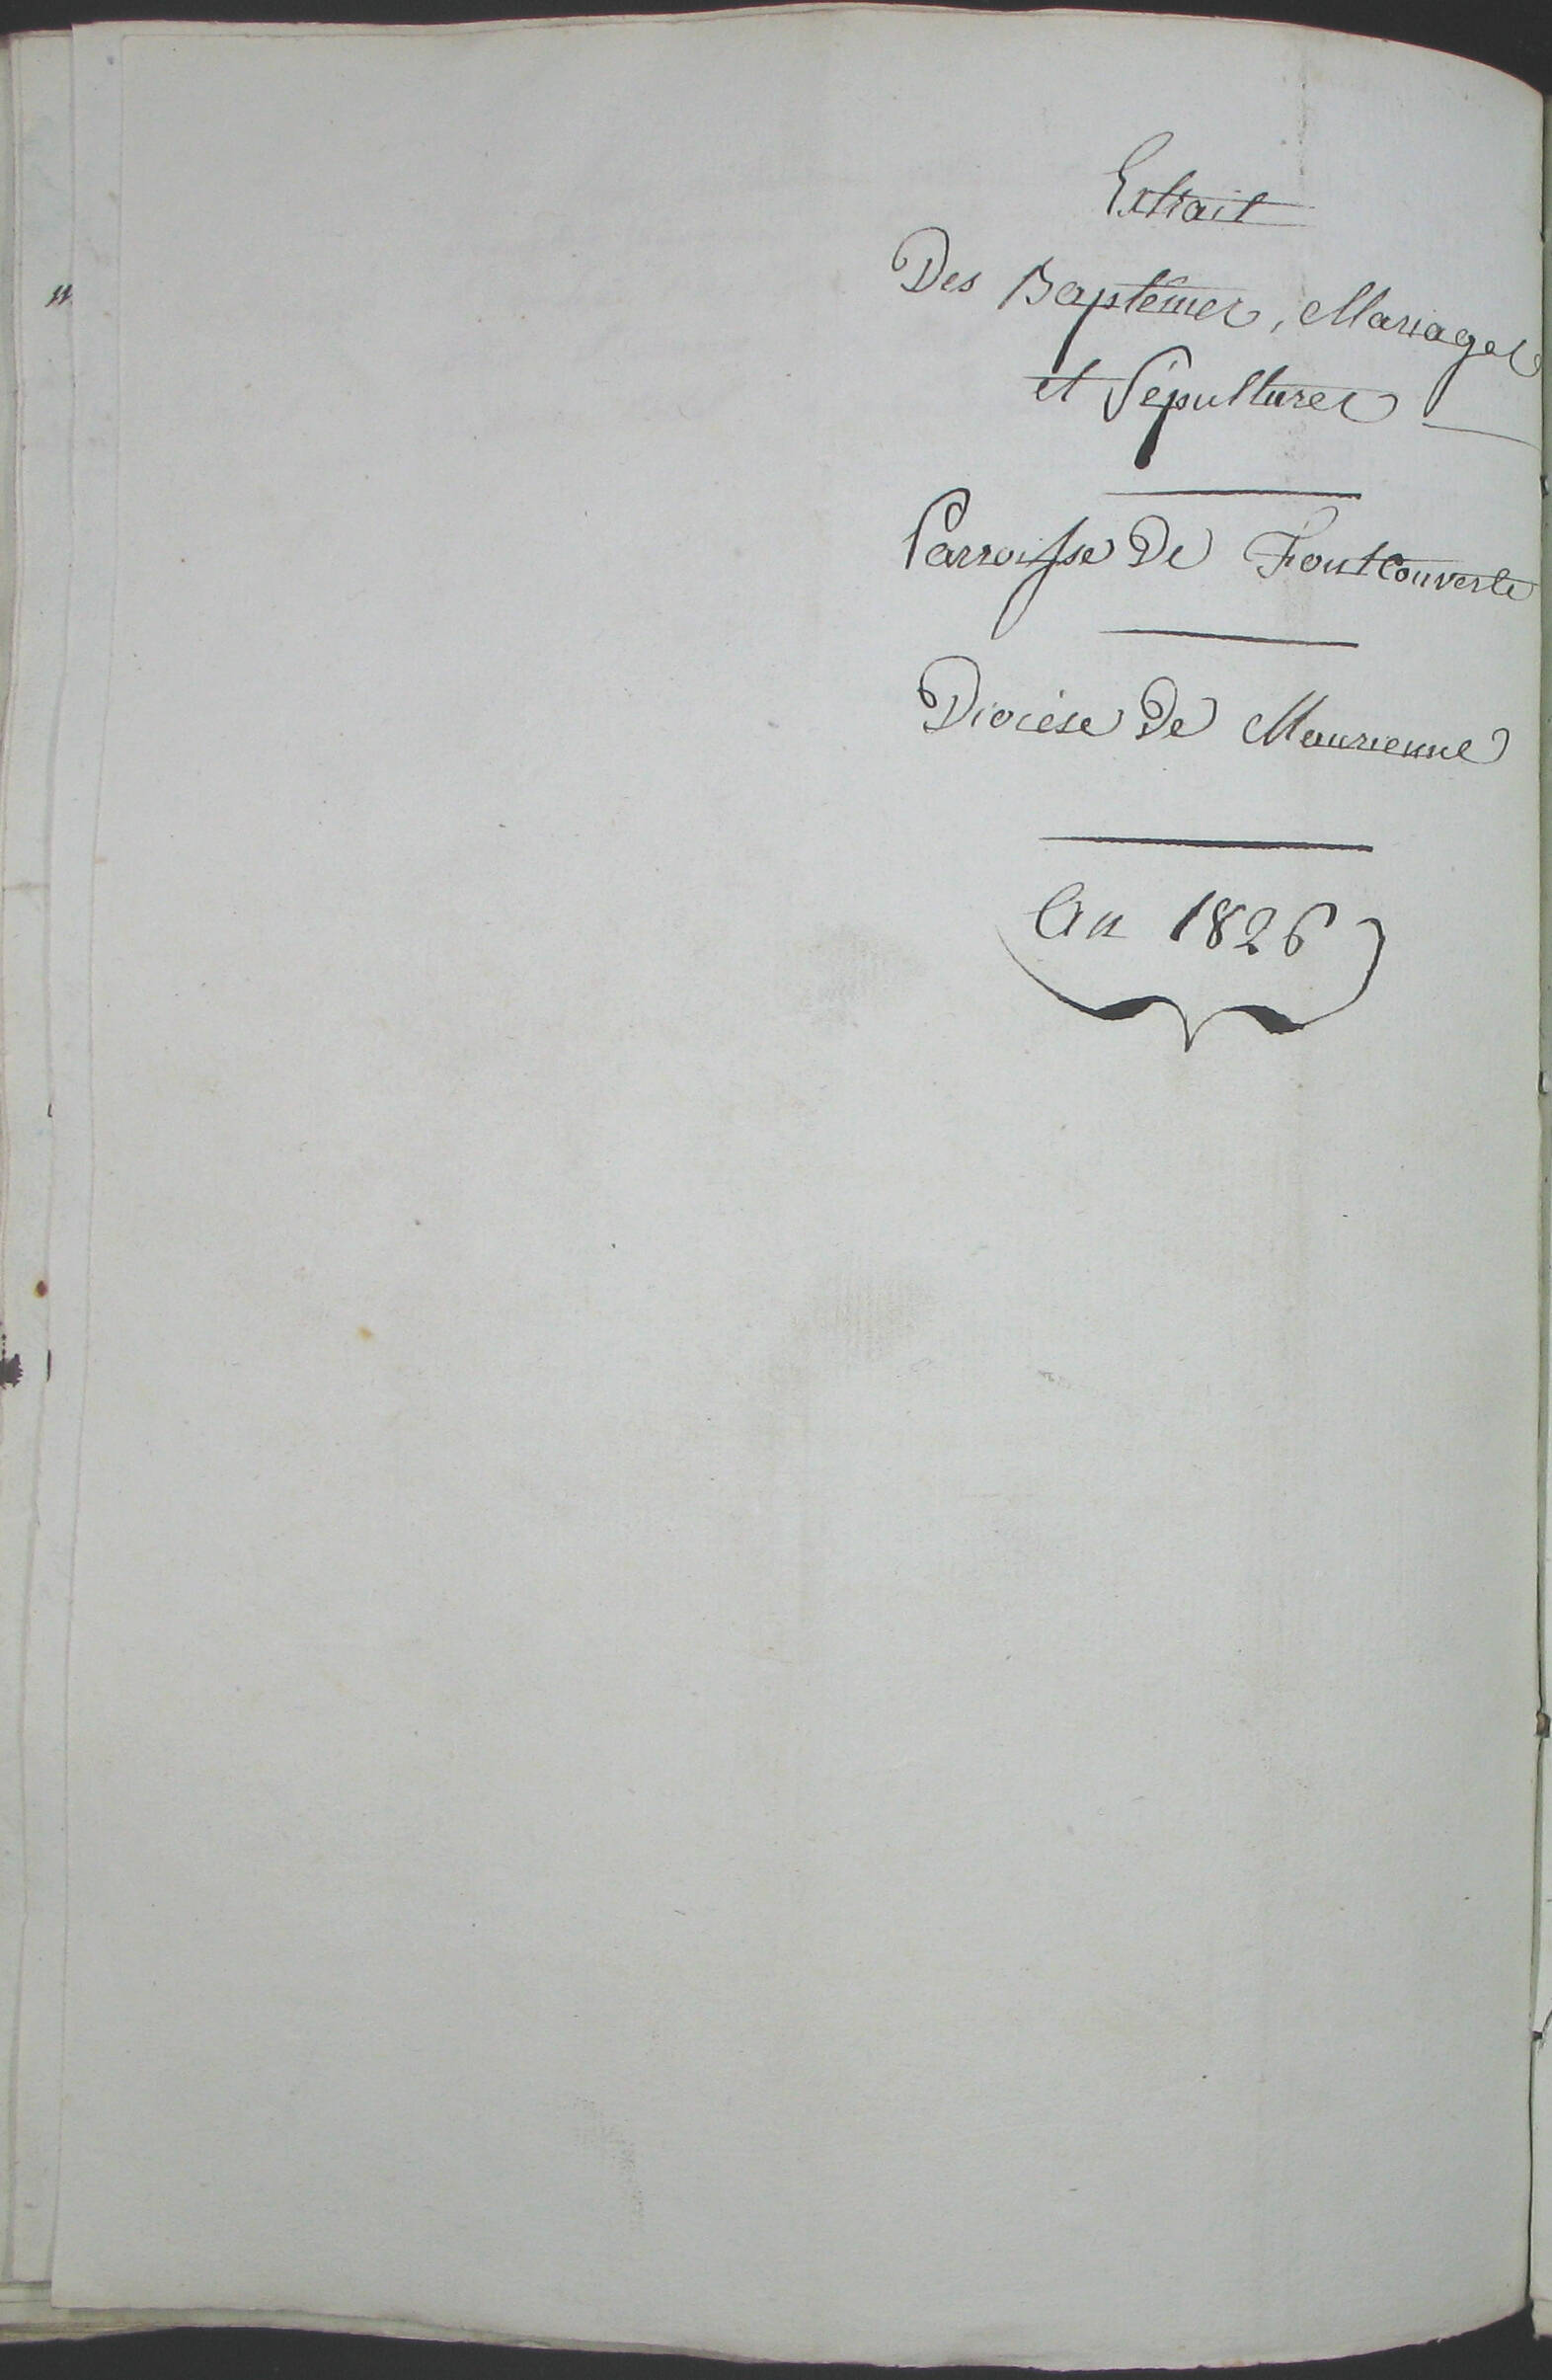 Extrait
Des Baptêmes, Mariages
et Sépultures
Parroisse De Fontcouverte
Diocèse De Maurienne
An 1826